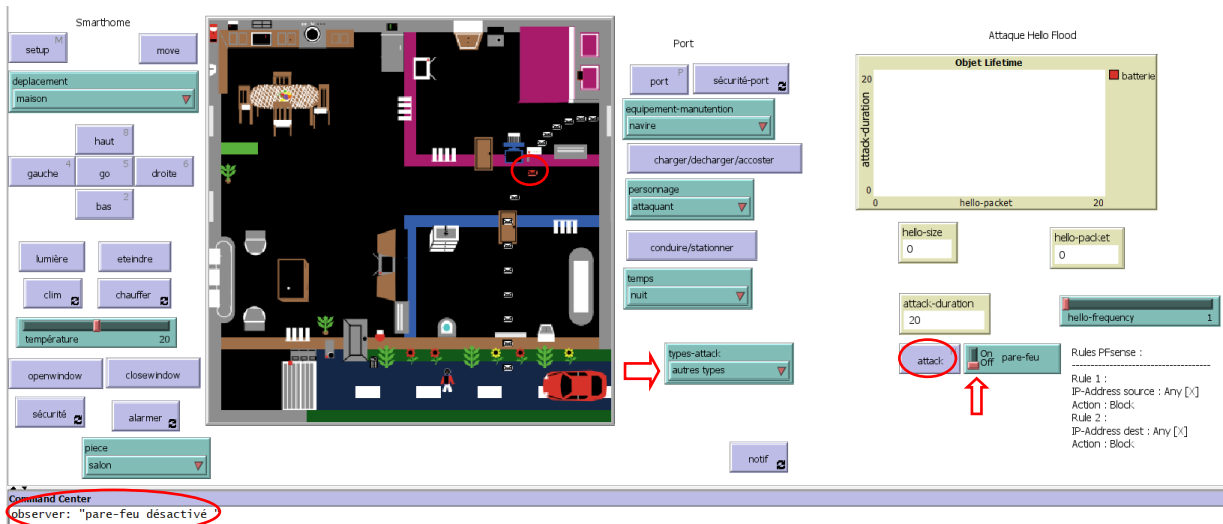 Smarthome
setup
M
move
deplacement
maison
haut
8
gauche
4
go
5
droite
6
bas
2
lumière
eteindre
clim
chauffer
température
20
openwindow
closewindow
sécurité
alarmer
piece
salon
Port
port
P
sécurité-port
equipement-manutention
navire
charger/decharger/accoster
personnage
attaquant
conduire/stationner
temps
nuit
types-attack
autres types
notif
Attaque Hello Flood
Objet Lifetime
20
attack-duration
0
0
hello-packet
20
batterie
hello-size
0
hello-packet
0
attack-duration
20
hello-frequency
1
attack
On
Off
pare-feu
Rules PFsense :
------------------------------------
Rule 1 :
IP-Address source : Any [X]
Action : Block
Rule 2 :
IP-Address dest : Any [X]
Action : Block
Command Center
observer: "pare-feu désactivé "